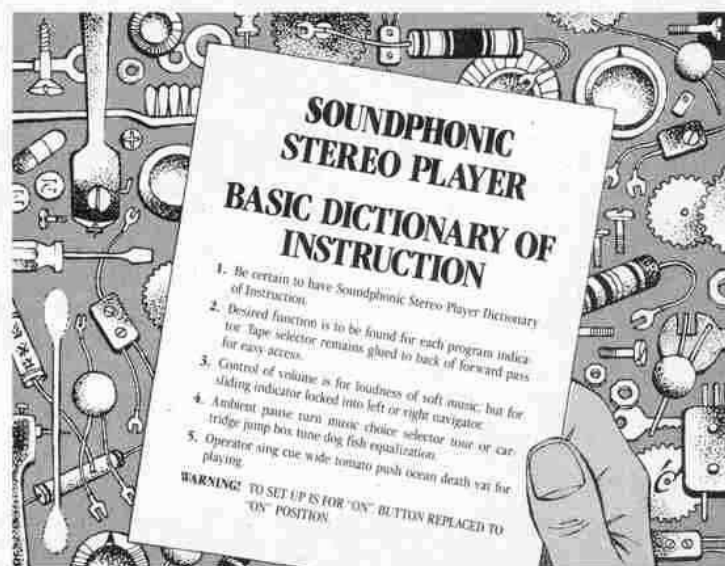 SOUNDPHONIC
STEREO PLAYER
BASIC DICTIONARY OF
INSTRUCTION
1. Be certain to have Soundphonic Stereo Player Dictionary
of Instruction.
2. Desired function is to be found for each program indica-
tor. Tape selector remains glued to back of forward pass
for easy access.
3. Control of volume is for loudness of soft music, but for
sliding indicator locked into left or right navigator.
4. Ambient pause turn music choice selector tour or car-
tridge jump box tune dog fish equalization.
5. Operator sing cue wide tomato push ocean death vat for
playing.
WARNING! TO SET UP IS FOR "ON" BUTTON REPLACED TO
"ON" POSITION.